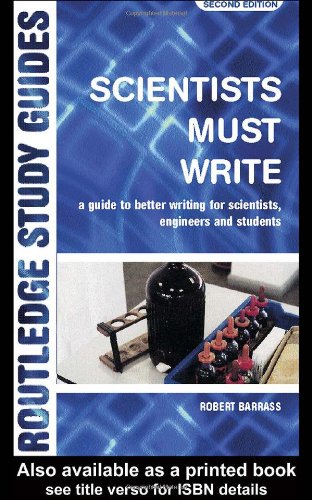 SECOND EDITION
ROUTLEDGE STUDY GUIDES
SCIENTISTS
MUST
WRITE
a guide to better writing for scientists,
engineers and students
ROBERT BARRASS
Also available as a printed book
see title verso for ISBN details